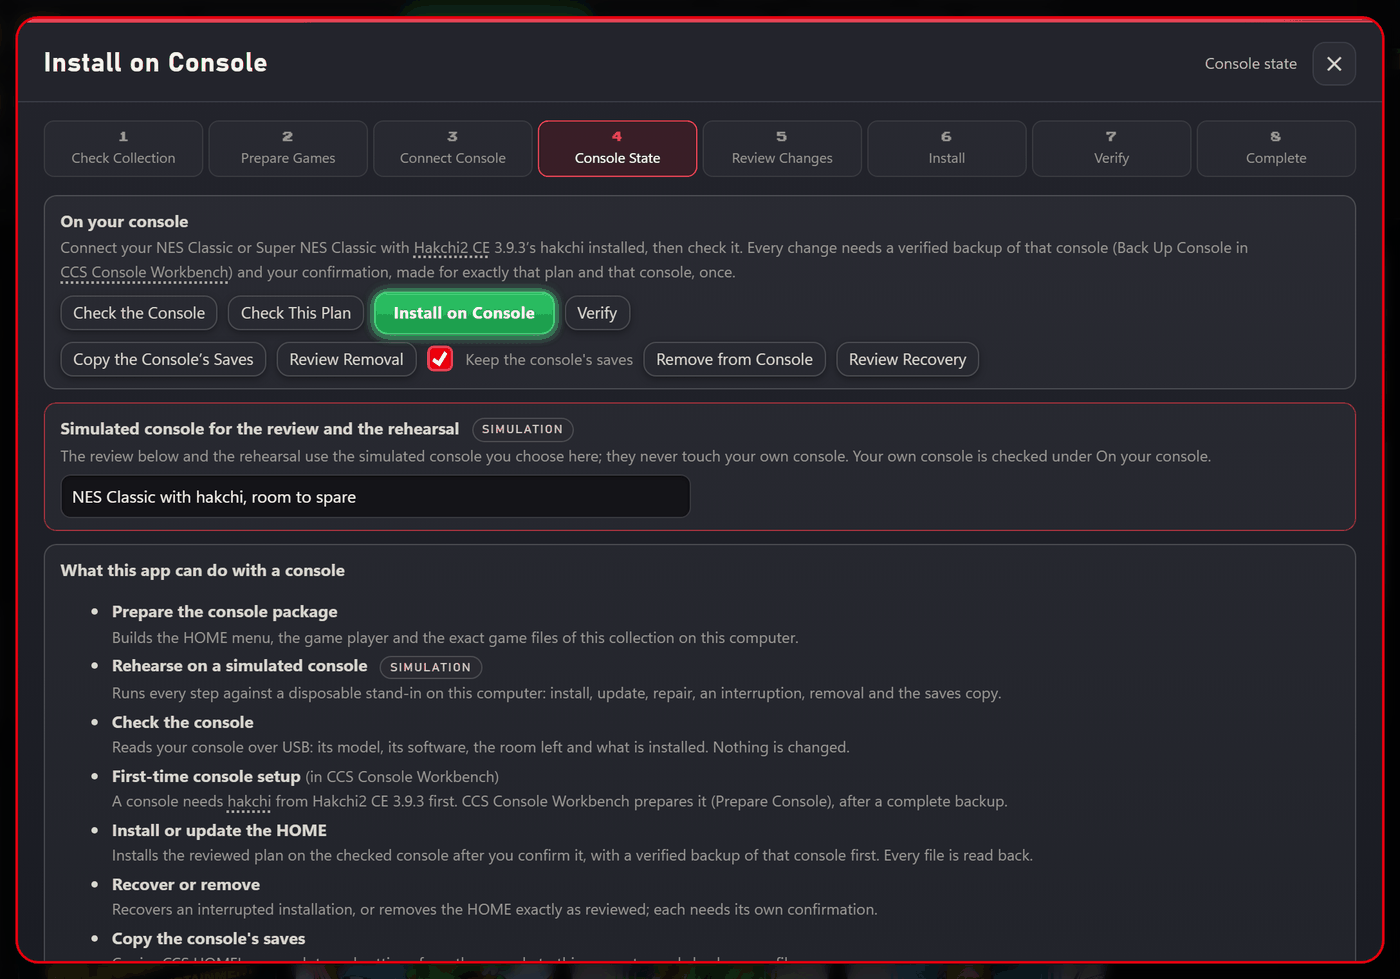 Install on Console
Console state
1
Check Collection
2
Prepare Games
3
Connect Console
4
Console State
5
Review Changes
6
Install
7
Verify
8
Complete
On your console
Connect your NES Classic or Super NES Classic with Hakchi2 CE 3.9.3’s hakchi installed, then check it. Every change needs a verified backup of that console (Back Up Console in
CCS Console Workbench) and your confirmation, made for exactly that plan and that console, once.
Check the Console
Check This Plan
Install on Console
Verify
Copy the Console’s Saves
Review Removal
Keep the console's saves
Remove from Console
Review Recovery
Simulated console for the review and the rehearsal SIMULATION
The review below and the rehearsal use the simulated console you choose here; they never touch your own console. Your own console is checked under On your console.
NES Classic with hakchi, room to spare
What this app can do with a console
• Prepare the console package
Builds the HOME menu, the game player and the exact game files of this collection on this computer.
• Rehearse on a simulated console SIMULATION
Runs every step against a disposable stand-in on this computer: install, update, repair, an interruption, removal and the saves copy.
• Check the console
Reads your console over USB: its model, its software, the room left and what is installed. Nothing is changed.
• First-time console setup (in CCS Console Workbench)
A console needs hakchi from Hakchi2 CE 3.9.3 first. CCS Console Workbench prepares it (Prepare Console), after a complete backup.
• Install or update the HOME
Installs the reviewed plan on the checked console after you confirm it, with a verified backup of that console first. Every file is read back.
• Recover or remove
Recovers an interrupted installation, or removes the HOME exactly as reviewed; each needs its own confirmation.
• Copy the console's saves